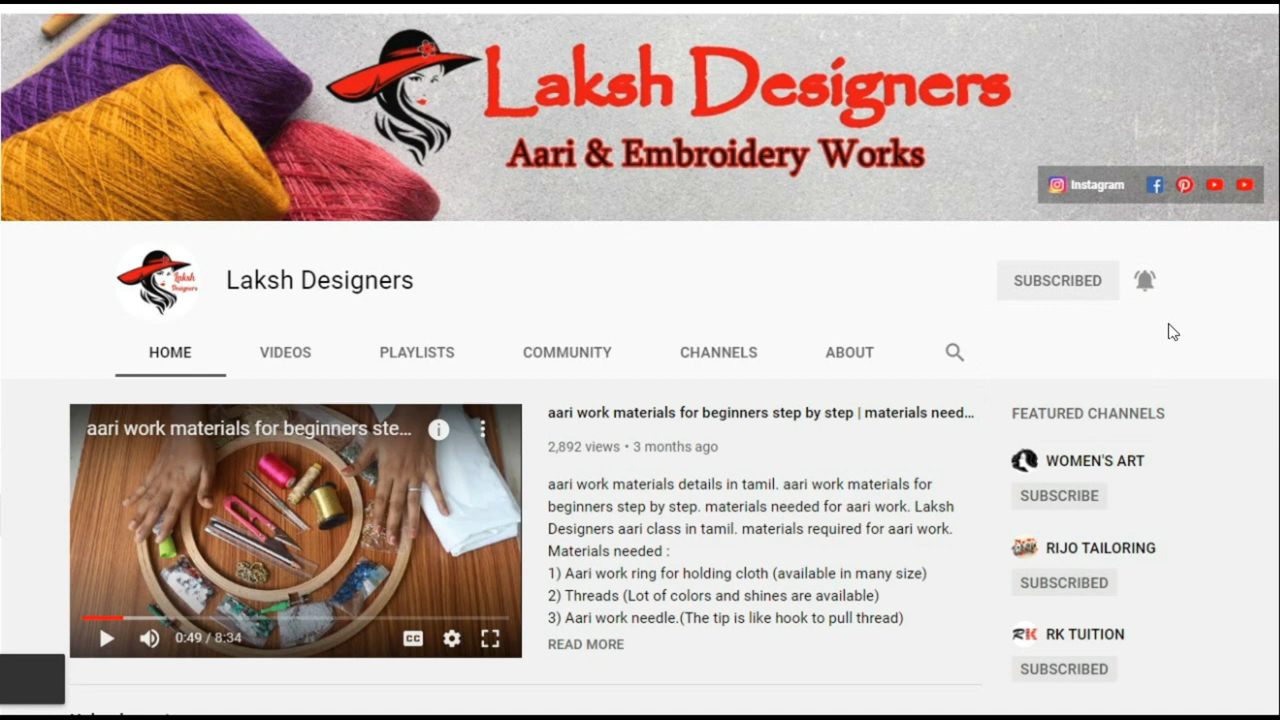 Laksh Designers
Aari & Embroidery Works
Instagram
Laksh
Designers
Laksh Designers
SUBSCRIBED
HOME VIDEOS PLAYLISTS COMMUNITY CHANNELS ABOUT
aari work materials for beginners ste...
0:49 / 8:34
CC
aari work materials for beginners step by step | materials need...
2,892 views • 3 months ago
aari work materials details in tamil. aari work materials for
beginners step by step. materials needed for aari work. Laksh
Designers aari class in tamil. materials required for aari work.
Materials needed :
1) Aari work ring for holding cloth (available in many size)
2) Threads (Lot of colors and shines are available)
3) Aari work needle.(The tip is like hook to pull thread)
READ MORE
FEATURED CHANNELS
WOMEN'S ART
SUBSCRIBE
RIJO TAILORING
SUBSCRIBED
RK
RK TUITION
SUBSCRIBED